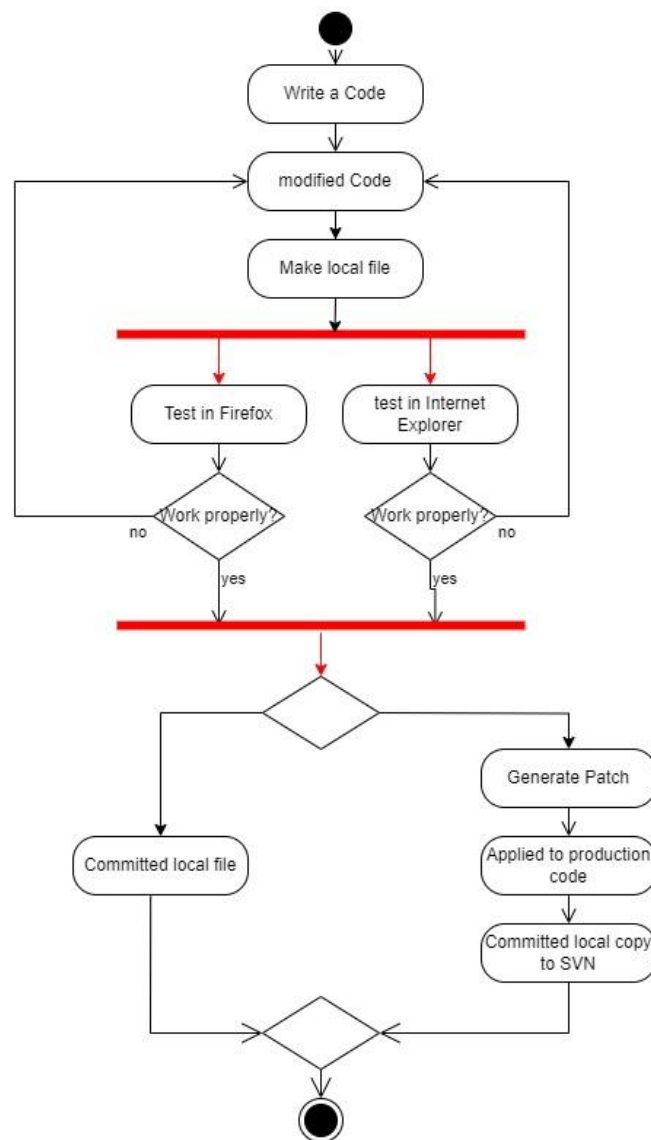 Write a Code
modified Code
Make local file
Test in Firefox
test in Internet
Explorer
Work properly?
Work properly?
no
no
yes
yes
Generate Patch
Committed local file
Applied to production
code
Committed local copy
to SVN